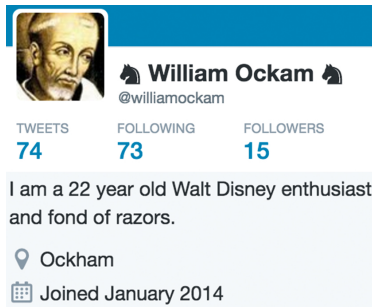 ♞ William Ockam ♞
@williamockam
TWEETS FOLLOWING FOLLOWERS
74 73 15
I am a 22 year old Walt Disney enthusiast
and fond of razors.
Ockham
Joined January 2014